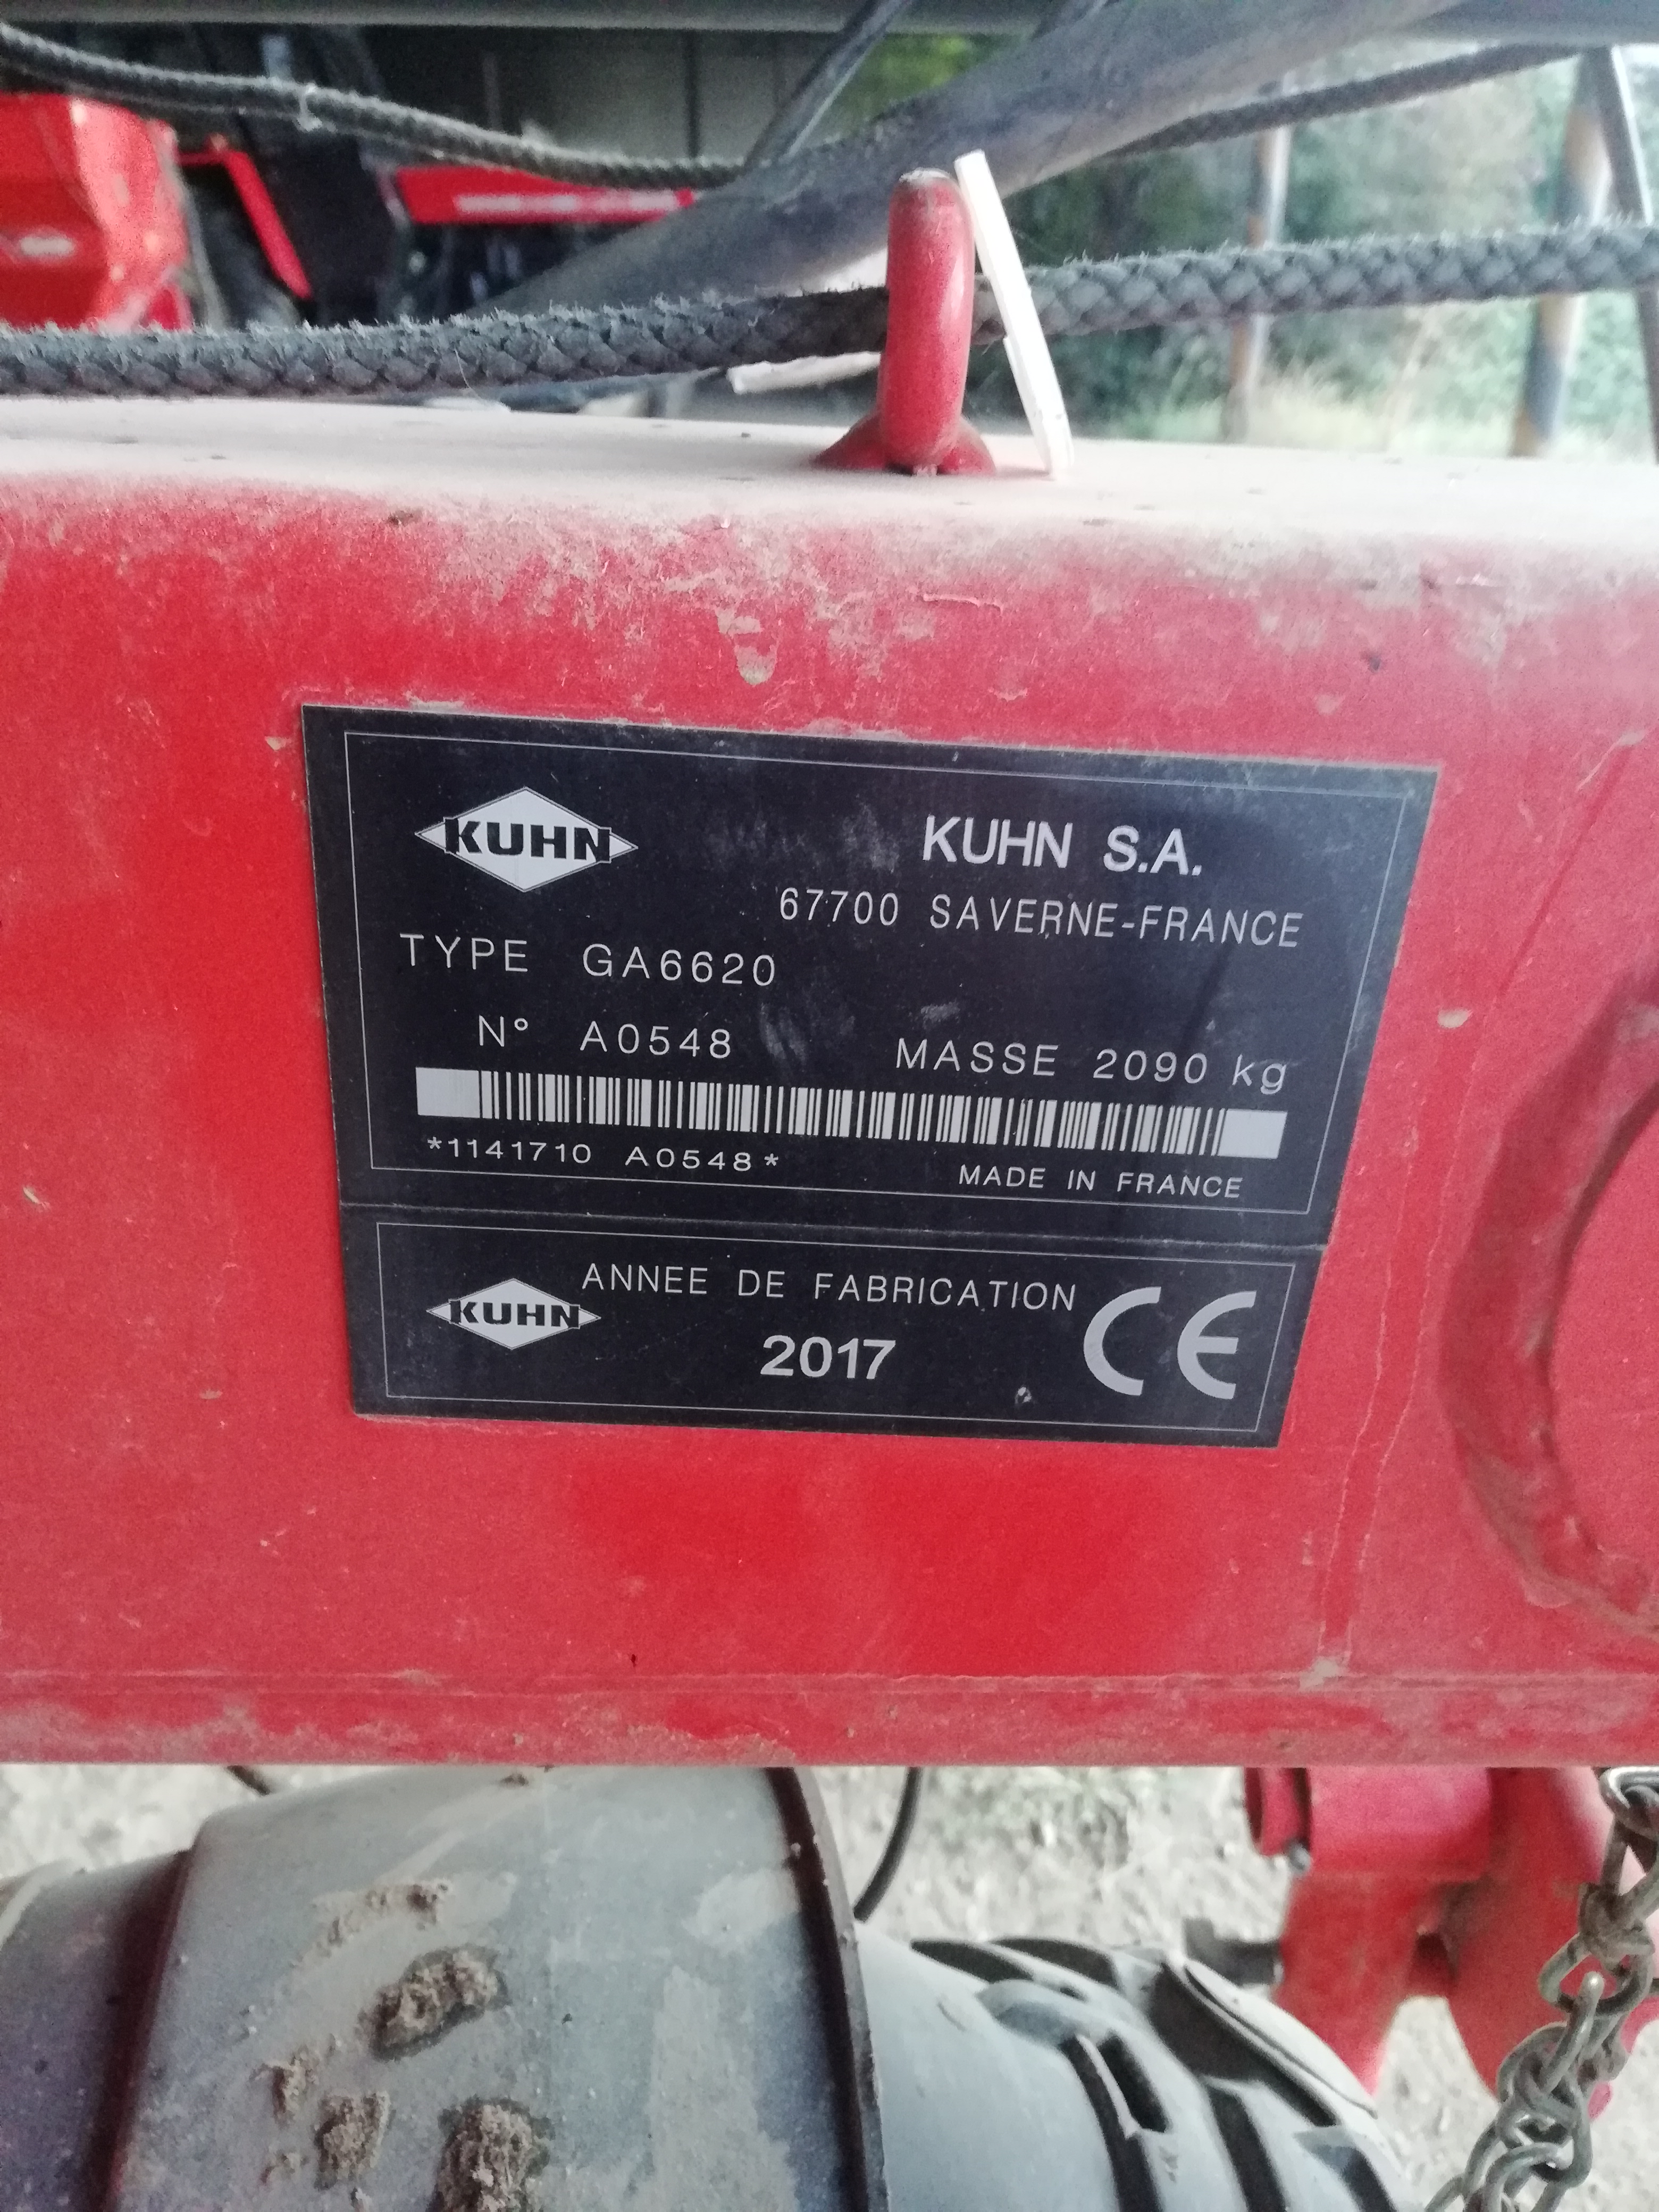 KUHN
KUHN S.A.
67700 SAVERNE-FRANCE
TYPE GA6620
N° A0548
MASSE 2090 kg
*1141710 A0548*
MADE IN FRANCE
KUHN
ANNEE DE FABRICATION
2017
CE